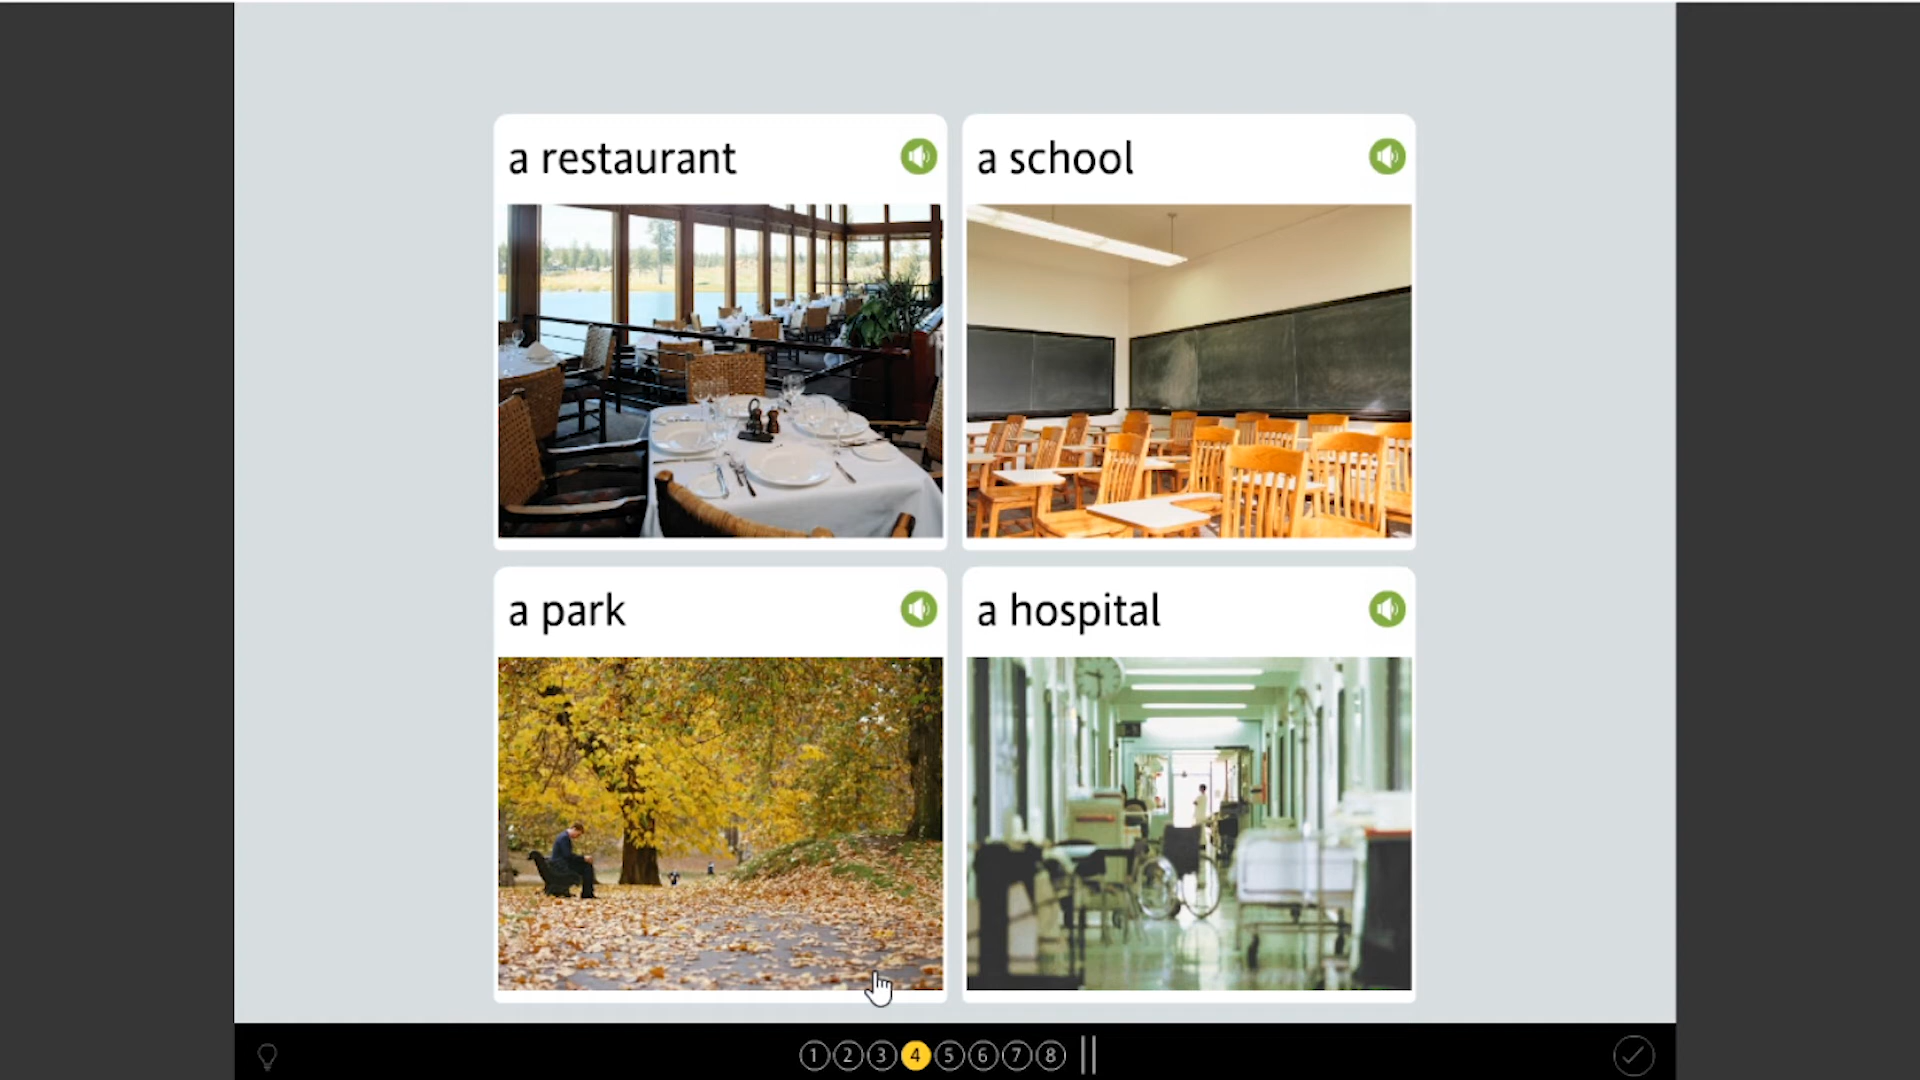 a restaurant
a school
a park
a hospital
1 2 3 4 5 6 7 8